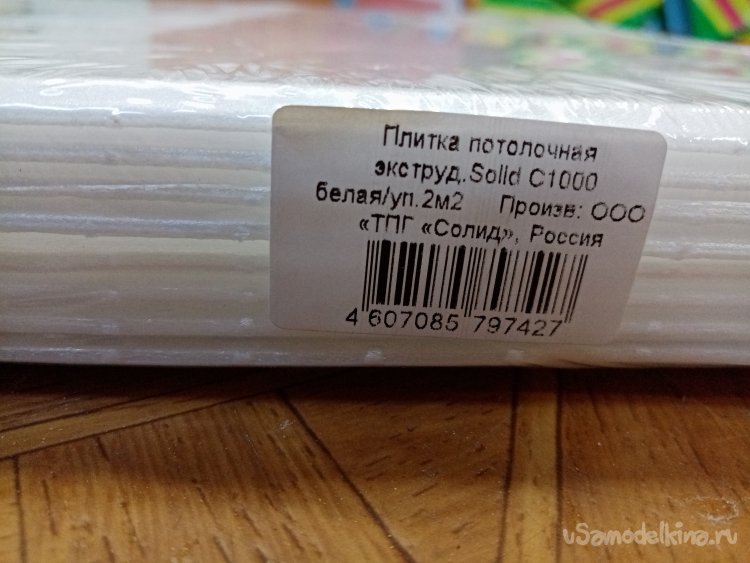 Плитка потолочная
экструд.Solid C1000
белая/уп.2м2 Произв: ООО
«ТПГ «Солид», Россия
4 607085 797427
uSamodelkina.ru